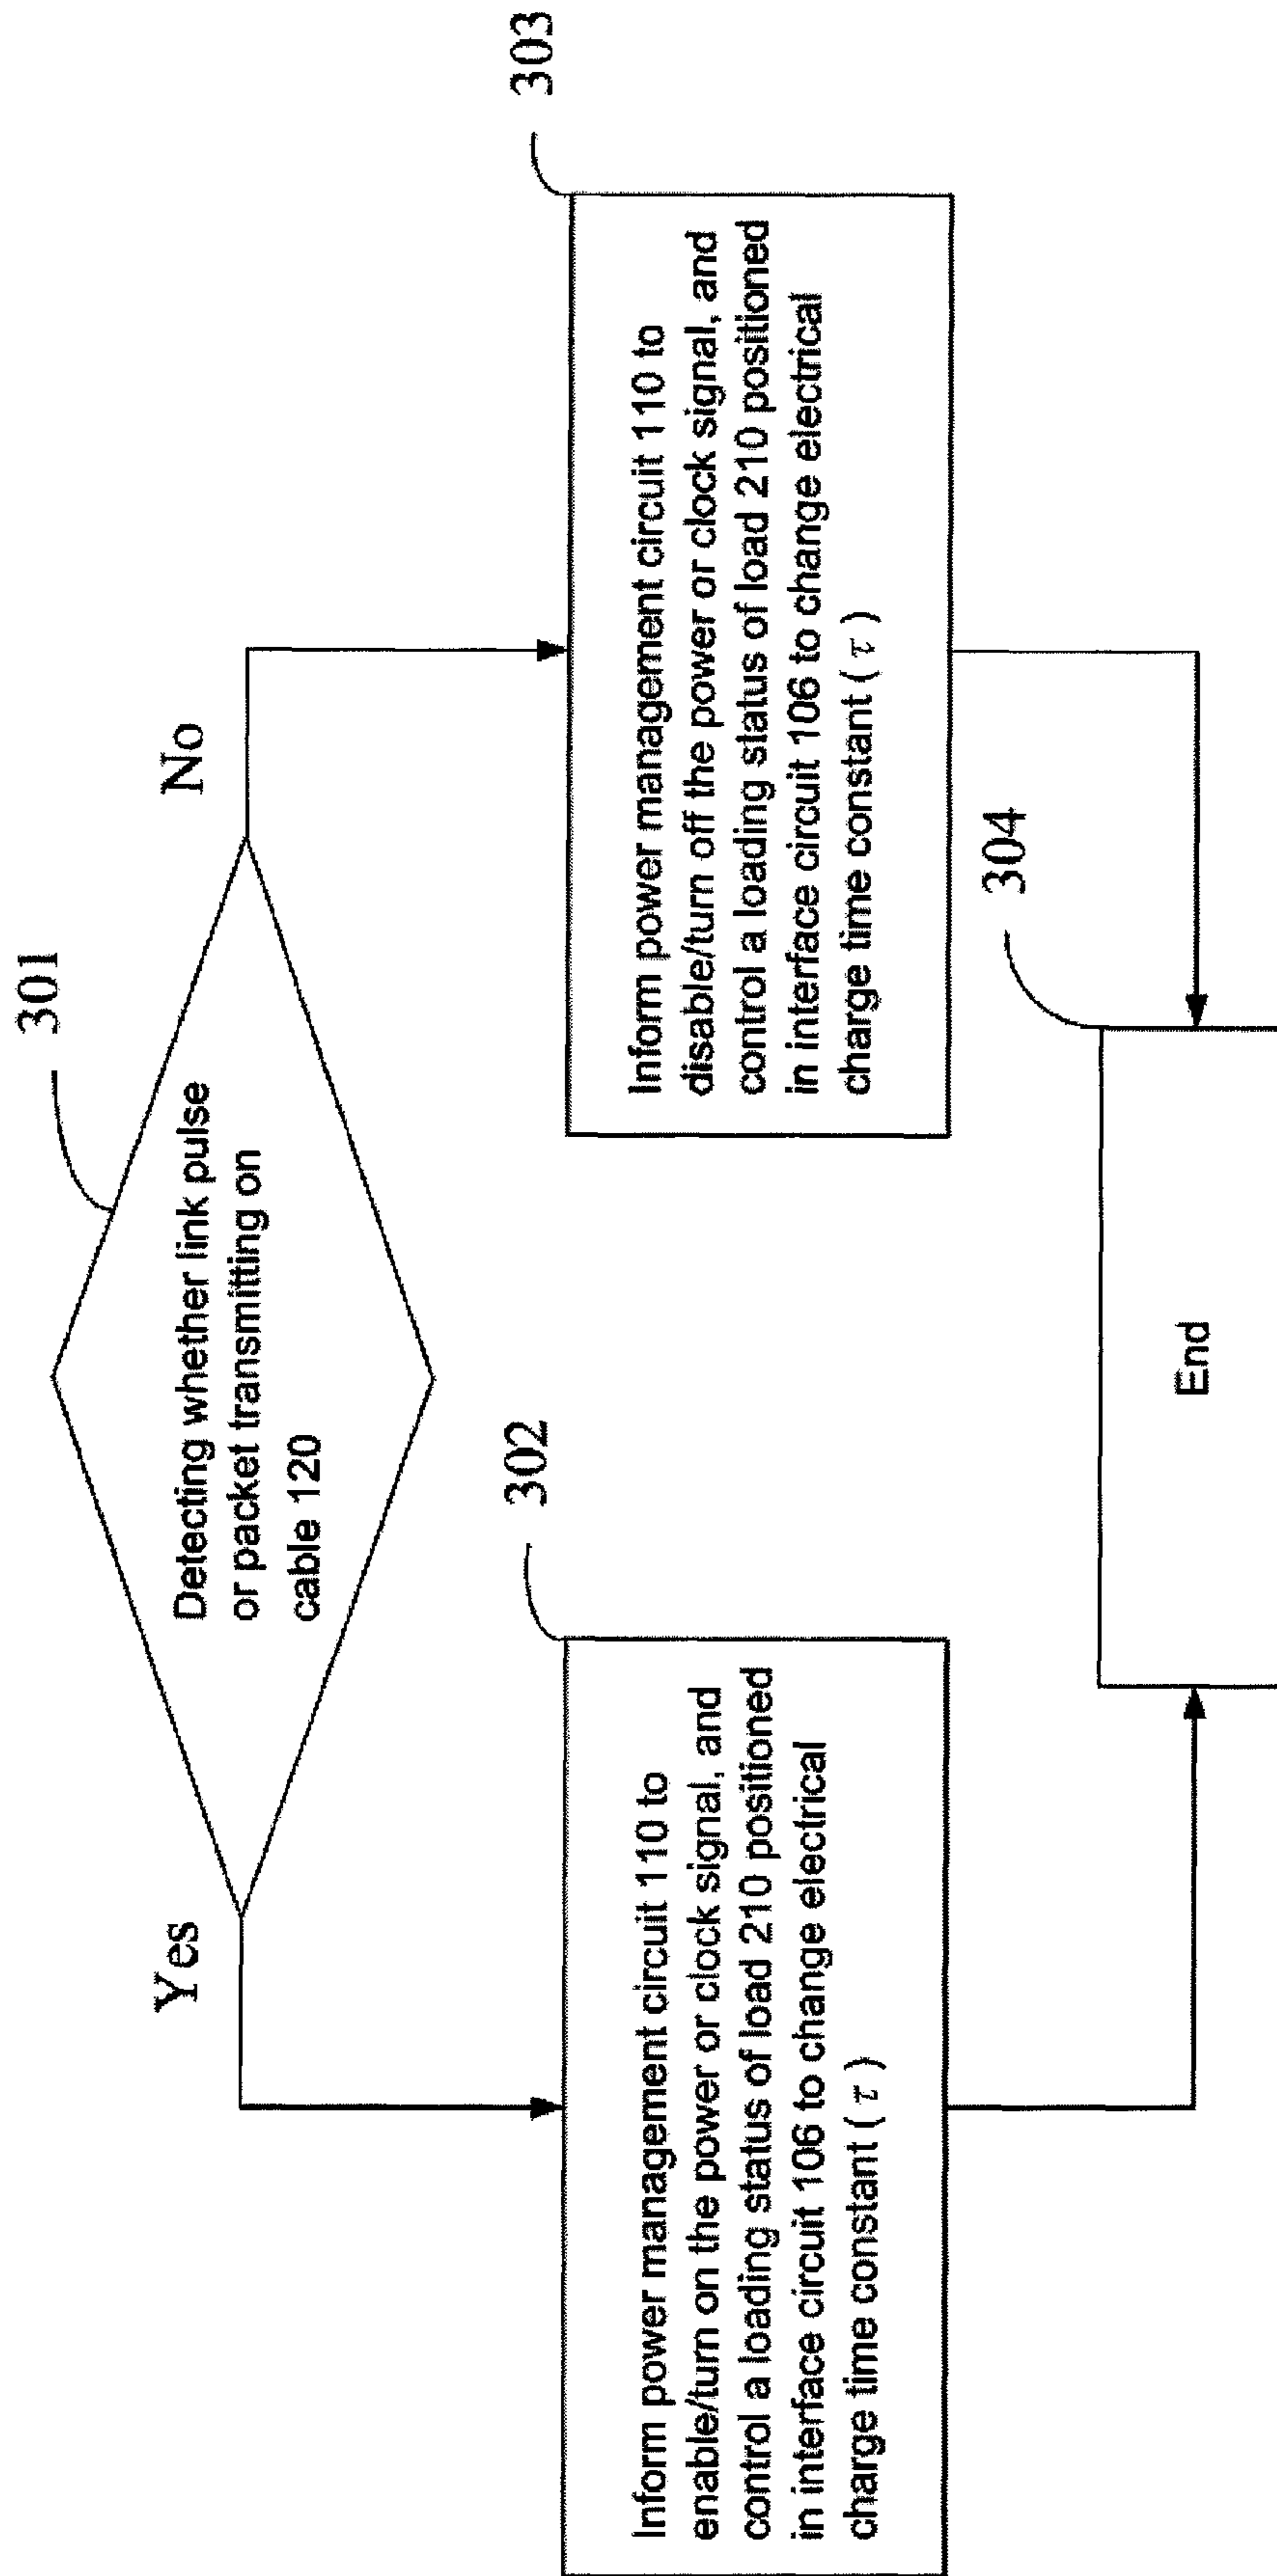 301
Detecting whether link pulse
or packet transmitting on
cable 120
Yes
No
302
Inform power management circuit 110 to
enable/turn on the power or clock signal, and
control a loading status of load 210 positioned
in interface circuit 106 to change electrical
charge time constant ( τ )
303
Inform power management circuit 110 to
disable/turn off the power or clock signal, and
control a loading status of load 210 positioned
in interface circuit 106 to change electrical
charge time constant ( τ )
304
End